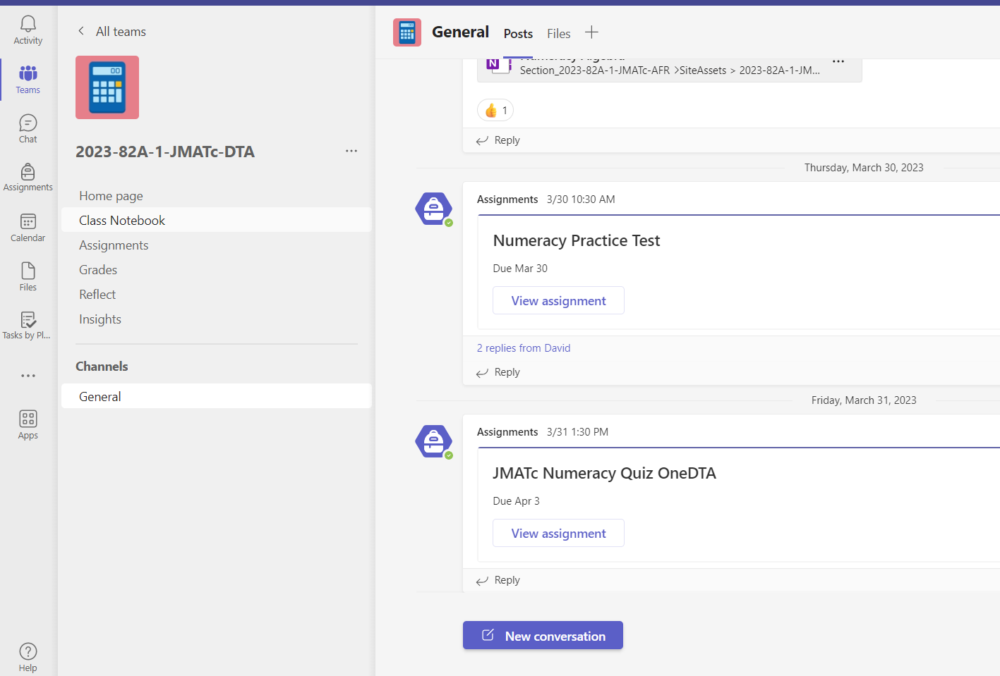 Activity
Teams
Chat
Assignments
Calendar
Files
Tasks by Pl...
Apps
Help
All teams
2023-82A-1-JMATc-DTA
Home page
Class Notebook
Assignments
Grades
Reflect
Insights
Channels
General
General Posts Files
Numeracy Algebra
Section_2023-82A-1-JMATc-AFR >SiteAssets > 2023-82A-1-JM...
1
Reply
Thursday, March 30, 2023
Assignments 3/30 10:30 AM
Numeracy Practice Test
Due Mar 30
View assignment
2 replies from David
Reply
Friday, March 31, 2023
Assignments 3/31 1:30 PM
JMATc Numeracy Quiz OneDTA
Due Apr 3
View assignment
Reply
New conversation